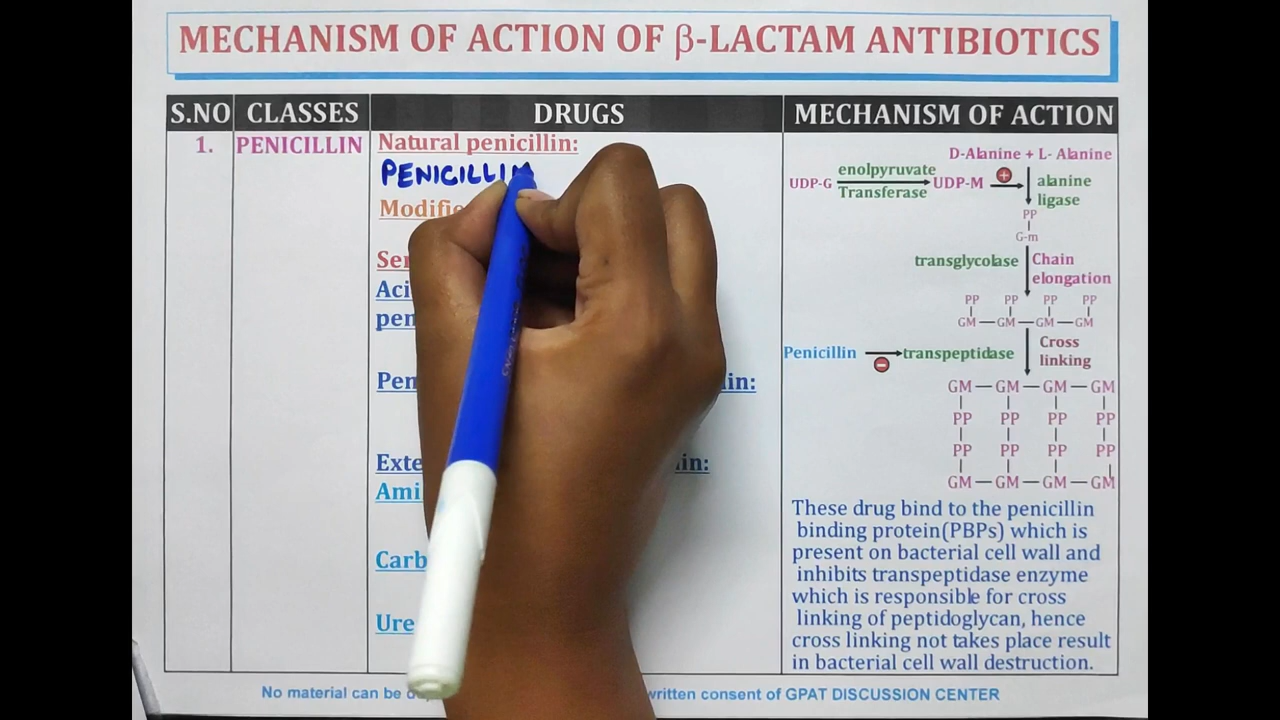 MECHANISM OF ACTION OF β-LACTAM ANTIBIOTICS
S.NO CLASSES DRUGS MECHANISM OF ACTION
1. PENICILLIN Natural penicillin:
PENICILLIN
D-Alanine + L- Alanine
UDP-G enolpyruvate Transferase UDP-M + alanine ligase
PP
G-m
transglycolase Chain elongation
PP PP PP PP
GM — GM — GM — GM
Penicillin − transpeptidase Cross linking
GM — GM — GM — GM
PP PP PP PP
PP PP PP PP
GM — GM — GM — GM
These drug bind to the penicillin
binding protein(PBPs) which is
present on bacterial cell wall and
inhibits transpeptidase enzyme
which is responsible for cross
linking of peptidoglycan, hence
cross linking not takes place result
in bacterial cell wall destruction.
No material can be written consent of GPAT DISCUSSION CENTER